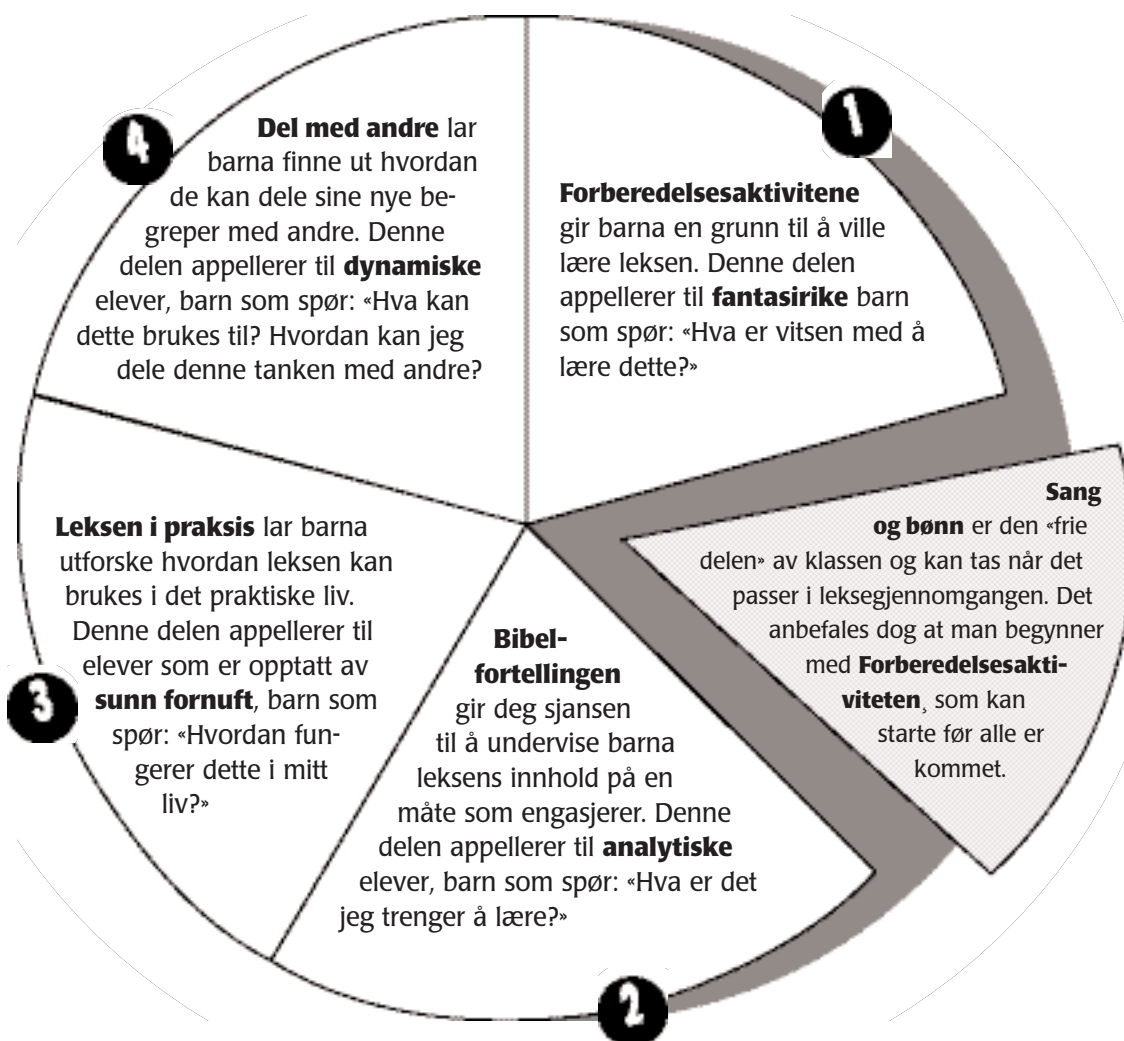 1
Forberedelsesaktivitene
gir barna en grunn til å ville
lære leksen. Denne delen
appellerer til fantasirike barn
som spør: «Hva er vitsen med å
lære dette?»
Sang
og bønn er den «frie
delen» av klassen og kan tas når det
passer i leksegjennomgangen. Det
anbefales dog at man begynner
med Forberedelsesakti-
viteten¸ som kan
starte før alle er
kommet.
2
Bibel-
fortellingen
gir deg sjansen
til å undervise barna
leksens innhold på en
måte som engasjerer. Denne
delen appellerer til analytiske
elever, barn som spør: «Hva er det
jeg trenger å lære?»
3
Leksen i praksis lar barna
utforske hvordan leksen kan
brukes i det praktiske liv.
Denne delen appellerer til
elever som er opptatt av
sunn fornuft, barn som
spør: «Hvordan fun-
gerer dette i mitt
liv?»
4
Del med andre lar
barna finne ut hvordan
de kan dele sine nye be-
greper med andre. Denne
delen appellerer til dynamiske
elever, barn som spør: «Hva kan
dette brukes til? Hvordan kan jeg
dele denne tanken med andre?